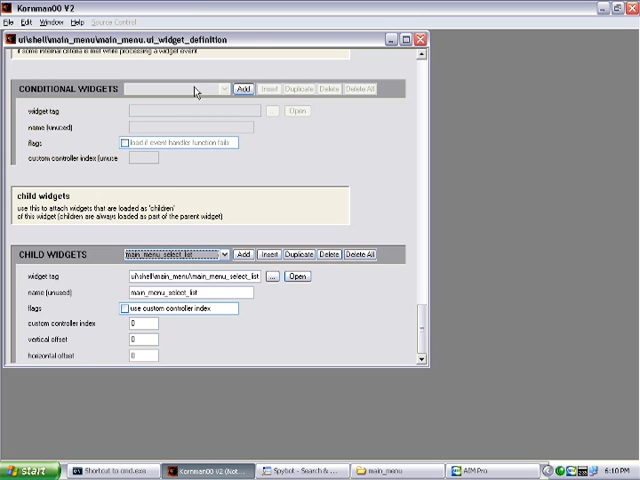 Kornman00 V2
File Edit Window Help Source Control
ui\shell\main_menu\main_menu.ui_widget_definition
if some internal criteria is met while processing a widget event
CONDITIONAL WIDGETS Add Insert Duplicate Delete Delete All
widget tag ... Open
name (unused)
flags load if event handler function fails
custom controller index (unuse
child widgets
use this to attach widgets that are loaded as 'children'
of this widget (children are always loaded as part of the parent widget)
CHILD WIDGETS main_menu_select_list Add Insert Duplicate Delete Delete All
widget tag ui\shell\main_menu\main_menu_select_list ... Open
name (unused) main_menu_select_list
flags use custom controller index
custom controller index 0
vertical offset 0
horizontal offset 0
start Shortcut to cmd.exe Kornman00 V2 (Not... Spybot - Search & ... main_menu AIM Pro 6:10 PM